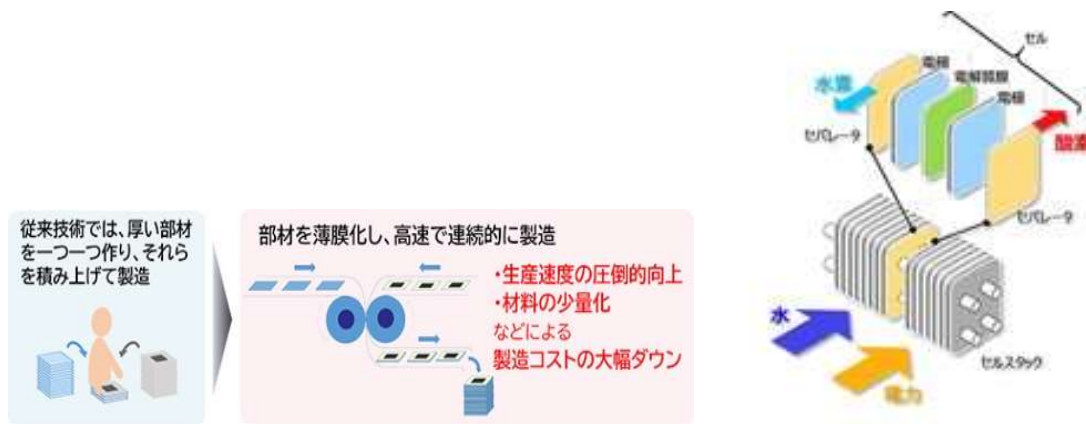 従来技術では、厚い部材
を一つ一つ作り、それら
を積み上げて製造
部材を薄膜化し、高速で連続的に製造
・生産速度の圧倒的向上
・材料の少量化
などによる
製造コストの大幅ダウン
セル
電極
電解質膜
電極
水素
酸素
セパレータ
セパレータ
水
電力
セルスタック